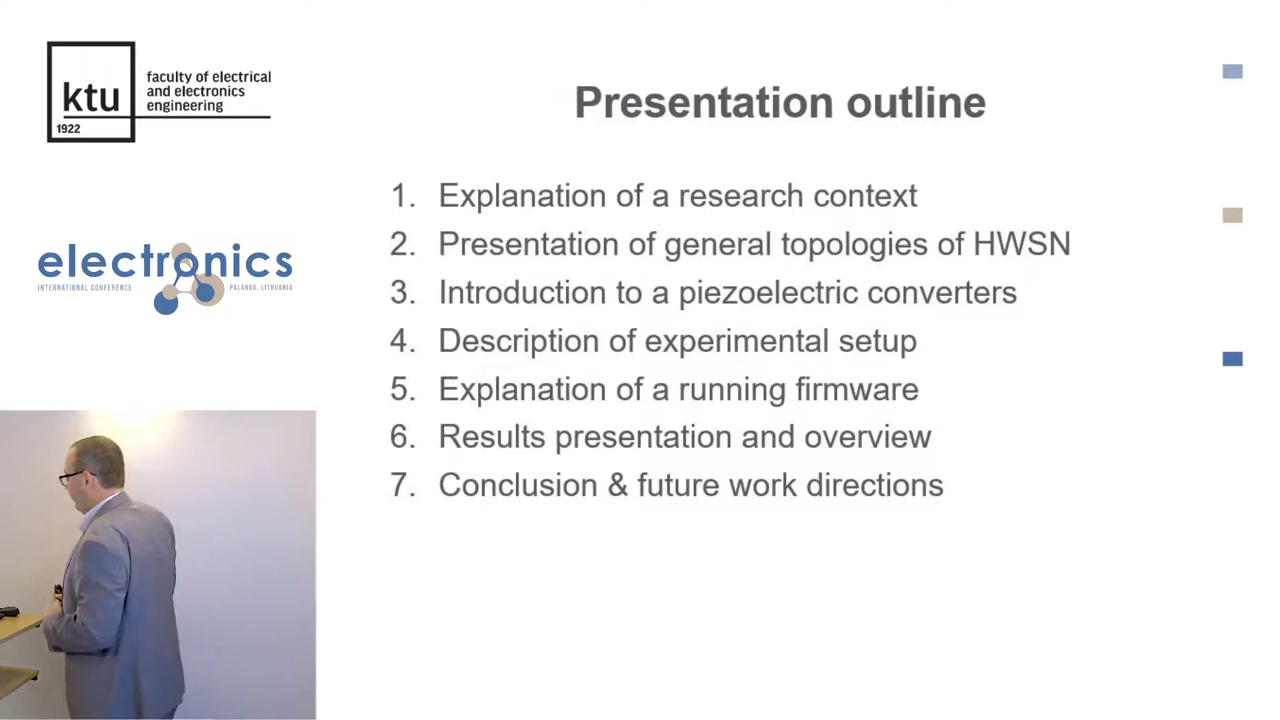 ktu
1922
faculty of electrical
and electronics
engineering
electronics
INTERNATIONAL CONFERENCE
PALANGA, LITHUANIA
Presentation outline
1. Explanation of a research context
2. Presentation of general topologies of HWSN
3. Introduction to a piezoelectric converters
4. Description of experimental setup
5. Explanation of a running firmware
6. Results presentation and overview
7. Conclusion & future work directions